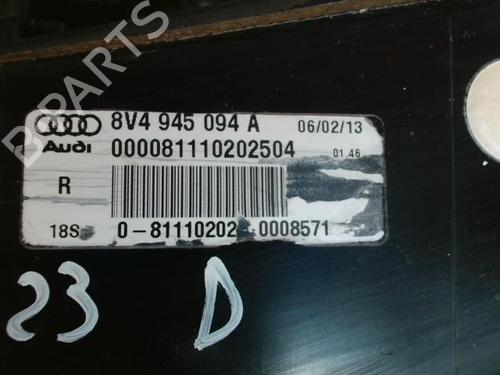 BPARTS
8V4 945 094 A 06/02/13
Audi 000081110202504 01.46
R
18S 0-81110202-0008571
23 D